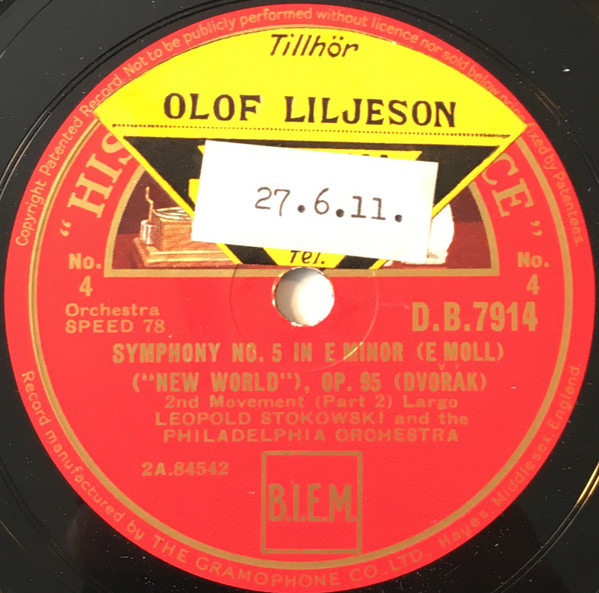 Copyright Patented Record. Not to be publicly performed without licence nor sold below price fixed by Patentees.
Tillhör
OLOF LILJESON
"HIS CE"
27.6.11.
Tel.
No.
4
No.
4
Orchestra
SPEED 78
D.B.7914
SYMPHONY NO. 5 IN E MINOR (E MOLL)
("NEW WORLD"), OP. 95 (DVOŘÁK)
2nd Movement (Part 2) Largo
LEOPOLD STOKOWSKI and the
PHILADELPHIA ORCHESTRA
2A.84542
B.I.E.M.
Record manufactured by THE GRAMOPHONE CO., LTD., Hayes, Middlesex, England.